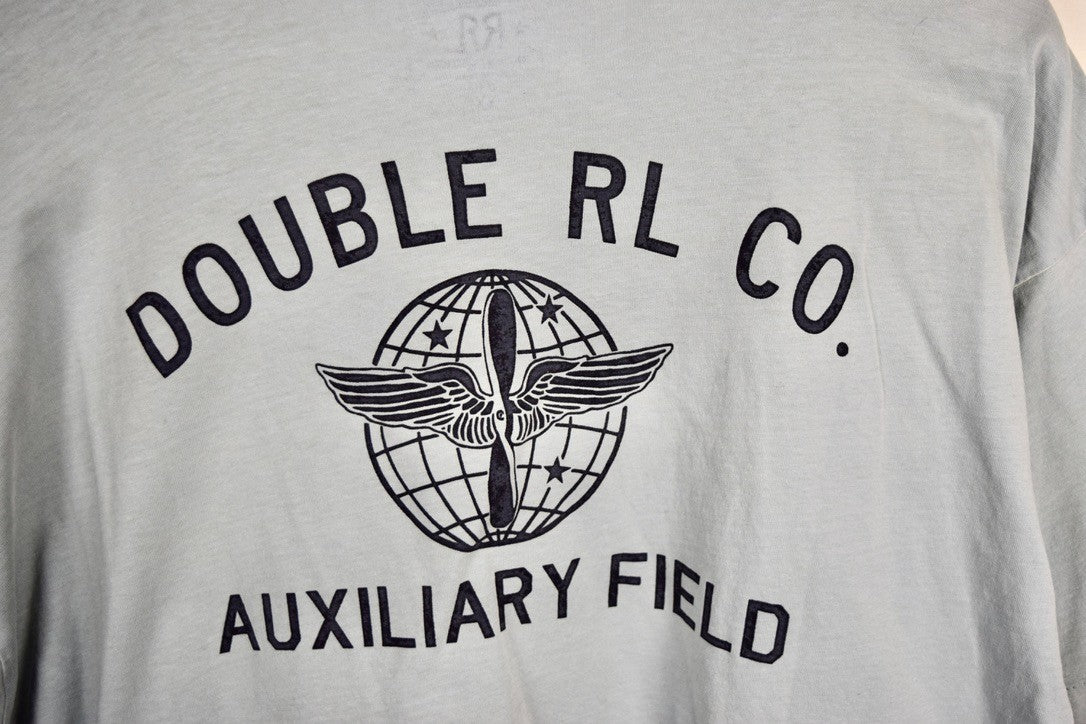 DOUBLE RL CO.
AUXILIARY FIELD